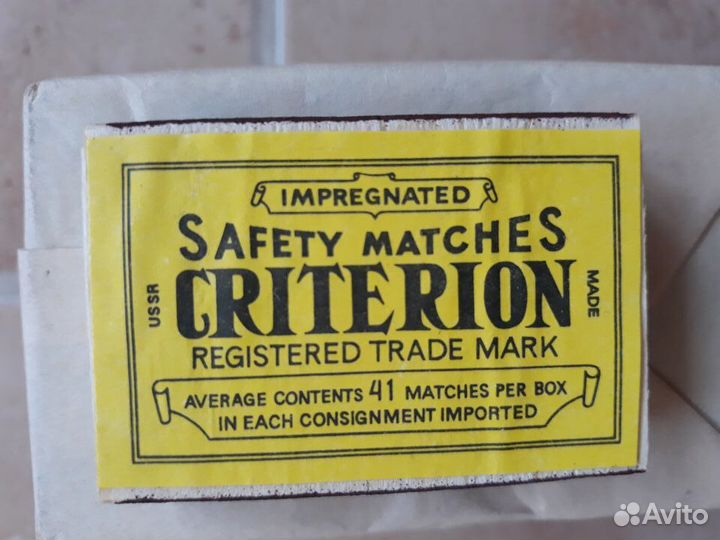 IMPREGNATED
SAFETY MATCHES
USSR
CRITERION
MADE
REGISTERED TRADE MARK
AVERAGE CONTENTS 41 MATCHES PER BOX
IN EACH CONSIGNMENT IMPORTED
Avito